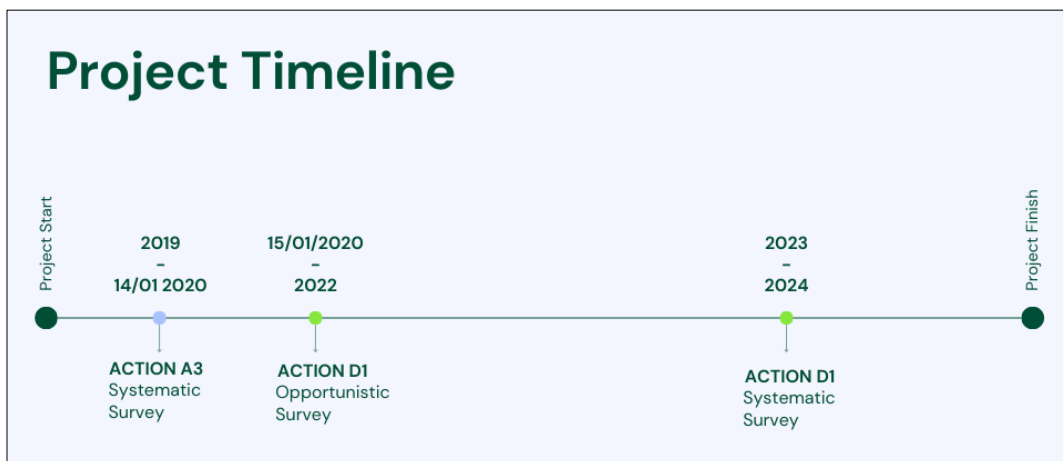 Project Timeline
Project Start
2019
-
14/01 2020
15/01/2020
-
2022
2023
-
2024
Project Finish
ACTION A3
Systematic
Survey
ACTION D1
Opportunistic
Survey
ACTION D1
Systematic
Survey